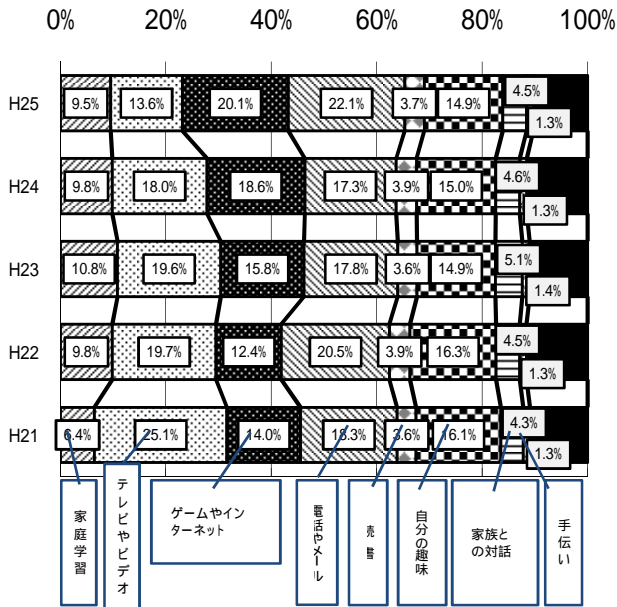 0% 20% 40% 60% 80% 100%
H25 9.5% 13.6% 20.1% 22.1% 3.7% 14.9% 4.5% 1.3%
H24 9.8% 18.0% 18.6% 17.3% 3.9% 15.0% 4.6% 1.3%
H23 10.8% 19.6% 15.8% 17.8% 3.6% 14.9% 5.1% 1.4%
H22 9.8% 19.7% 12.4% 20.5% 3.9% 16.3% 4.5% 1.3%
H21 6.4% 25.1% 14.0% 18.3% 3.6% 16.1% 4.3% 1.3%
家庭学習
テレビやビデオ
ゲームやイン
ターネット
電話やメール
読書
自分の趣味
家族と
の対話
手伝い